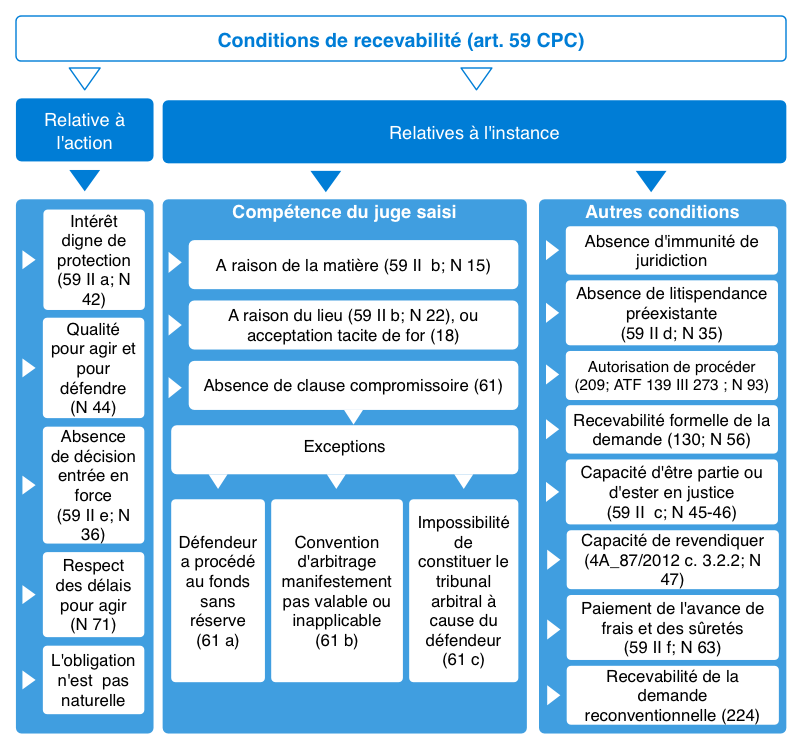 Conditions de recevabilité (art. 59 CPC)
Relative à
l'action
Relatives à l'instance
Intérêt
digne de
protection
(59 II a; N
42)
Qualité
pour agir et
pour
défendre
(N 44)
Absence
de décision
entrée en
force
(59 II e; N
36)
Respect
des délais
pour agir
(N 71)
L'obligation
n'est pas
naturelle
Compétence du juge saisi
A raison de la matière (59 II b; N 15)
A raison du lieu (59 II b; N 22), ou
acceptation tacite de for (18)
Absence de clause compromissoire (61)
Exceptions
Défendeur
a procédé
au fonds
sans
réserve
(61 a)
Convention
d'arbitrage
manifestement
pas valable ou
inapplicable
(61 b)
Impossibilité
de
constituer le
tribunal
arbitral à
cause du
défendeur
(61 c)
Autres conditions
Absence d'immunité de
juridiction
Absence de litispendance
préexistante
(59 II d; N 35)
Autorisation de procéder
(209; ATF 139 III 273 ; N 93)
Recevabilité formelle de la
demande (130; N 56)
Capacité d'être partie ou
d'ester en justice
(59 II c; N 45-46)
Capacité de revendiquer
(4A_87/2012 c. 3.2.2; N
47)
Paiement de l'avance de
frais et des sûretés
(59 II f; N 63)
Recevabilité de la
demande
reconventionnelle (224)